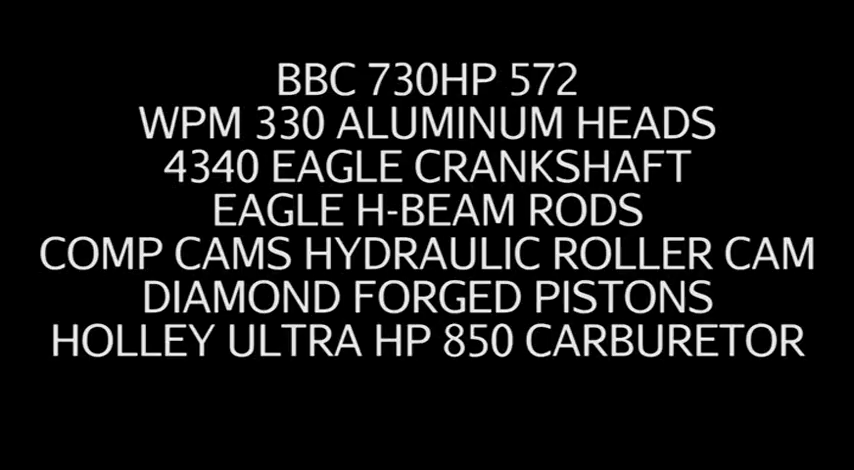 BBC 730HP 572
WPM 330 ALUMINUM HEADS
4340 EAGLE CRANKSHAFT
EAGLE H-BEAM RODS
COMP CAMS HYDRAULIC ROLLER CAM
DIAMOND FORGED PISTONS
HOLLEY ULTRA HP 850 CARBURETOR